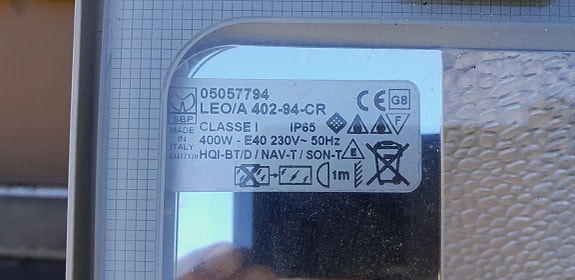 05057794
LEO/A 402-94-CR
CE G8
SBP
MADE
IN
ITALY
CLASSE I IP65 F
400W - E40 230V~ 50Hz
HQI-BT/D / NAV-T / SON-T E
1m